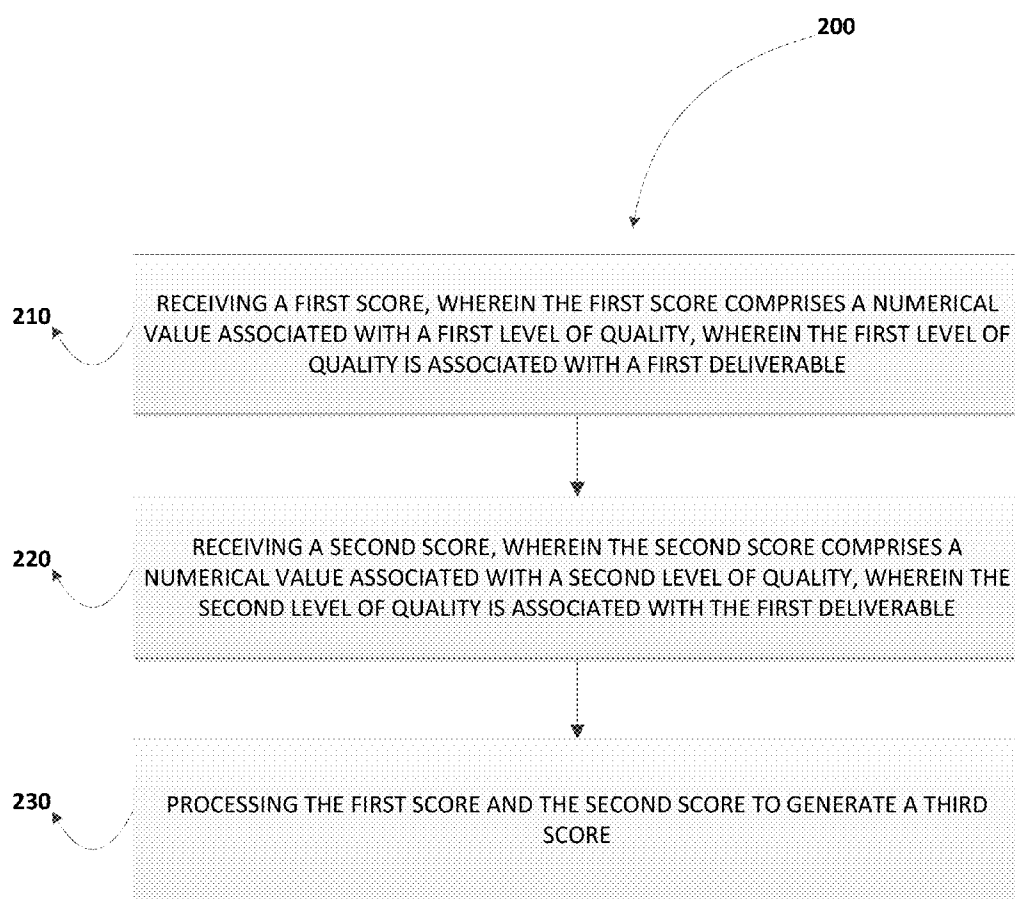 200
210
RECEIVING A FIRST SCORE, WHEREIN THE FIRST SCORE COMPRISES A NUMERICAL
VALUE ASSOCIATED WITH A FIRST LEVEL OF QUALITY, WHEREIN THE FIRST LEVEL OF
QUALITY IS ASSOCIATED WITH A FIRST DELIVERABLE
220
RECEIVING A SECOND SCORE, WHEREIN THE SECOND SCORE COMPRISES A
NUMERICAL VALUE ASSOCIATED WITH A SECOND LEVEL OF QUALITY, WHEREIN THE
SECOND LEVEL OF QUALITY IS ASSOCIATED WITH THE FIRST DELIVERABLE
230
PROCESSING THE FIRST SCORE AND THE SECOND SCORE TO GENERATE A THIRD
SCORE